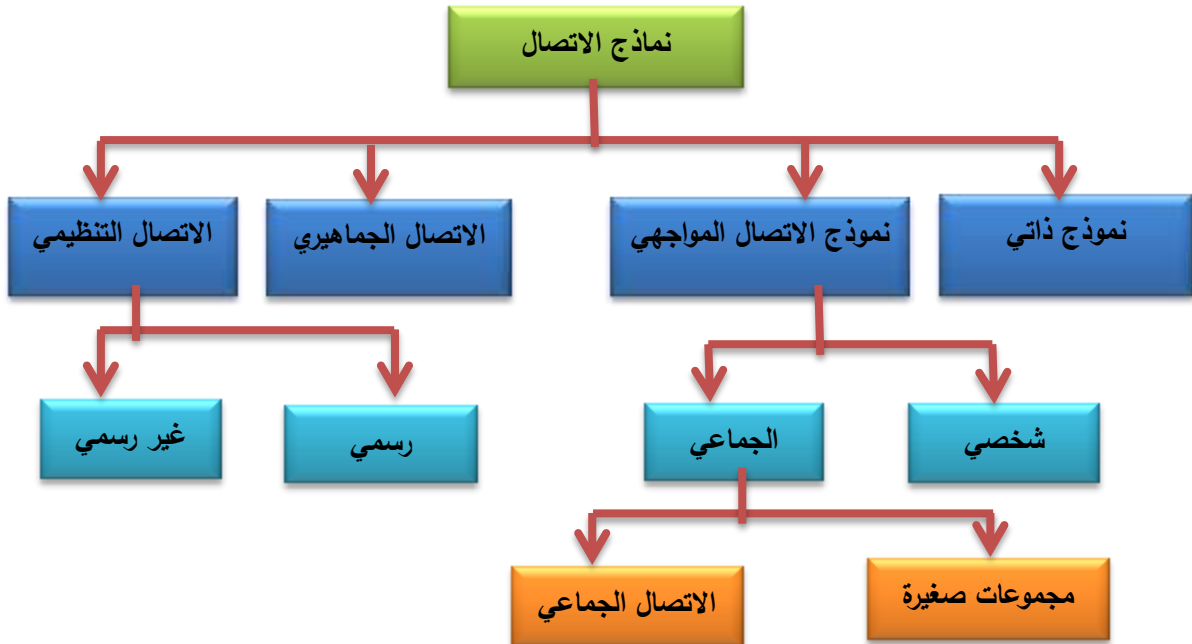 نماذج الاتصال
نموذج ذاتي
نموذج الاتصال المواجهي
الاتصال الجماهيري
الاتصال التنظيمي
شخصي
الجماعي
رسمي
غير رسمي
مجموعات صغيرة
الاتصال الجماعي